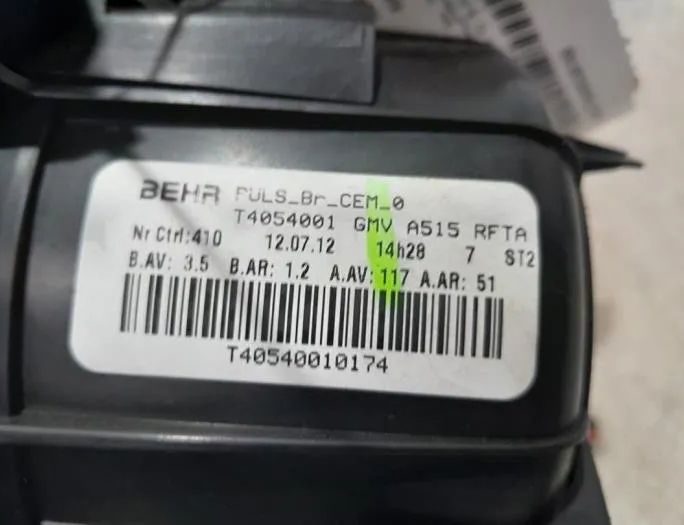 BEHR PULS_Br_CEM_0
T4054001 GMV A515 RFTA
Nr Ctrl:410 12.07.12 14h28 7 ST2
B.AV: 3.5 B.AR: 1.2 A.AV: 117 A.AR: 51
T40540010174